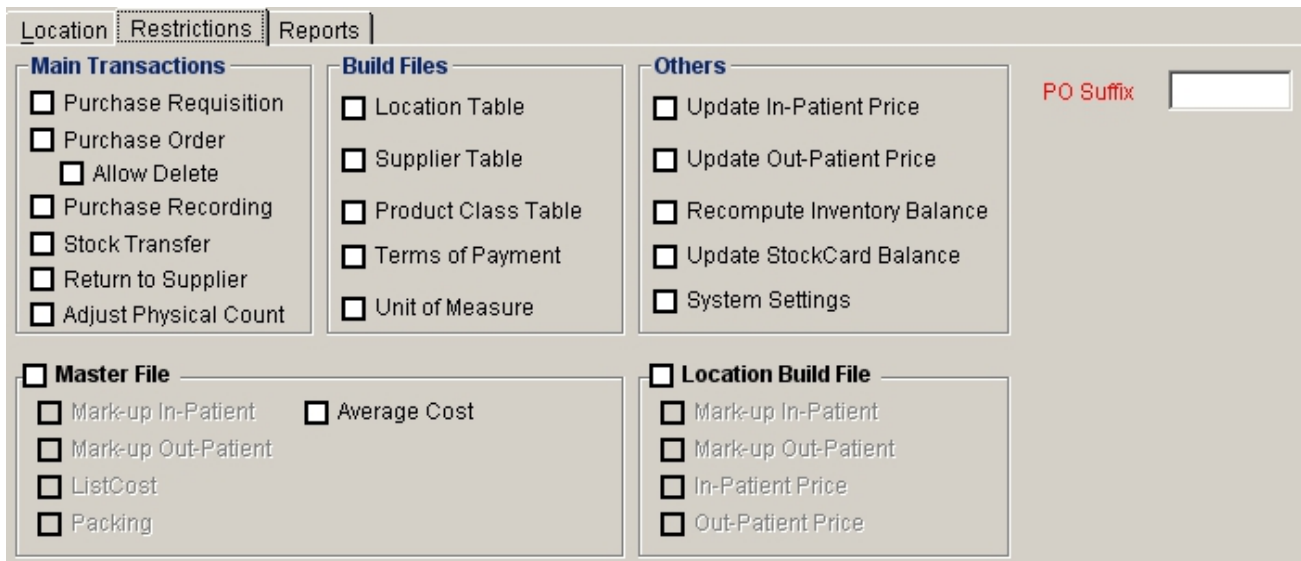 Location Restrictions Reports
Main Transactions
Purchase Requisition
Purchase Order
Allow Delete
Purchase Recording
Stock Transfer
Return to Supplier
Adjust Physical Count
Build Files
Location Table
Supplier Table
Product Class Table
Terms of Payment
Unit of Measure
Others
Update In-Patient Price
Update Out-Patient Price
Recompute Inventory Balance
Update StockCard Balance
System Settings
PO Suffix
Master File
Mark-up In-Patient
Mark-up Out-Patient
ListCost
Packing
Average Cost
Location Build File
Mark-up In-Patient
Mark-up Out-Patient
In-Patient Price
Out-Patient Price